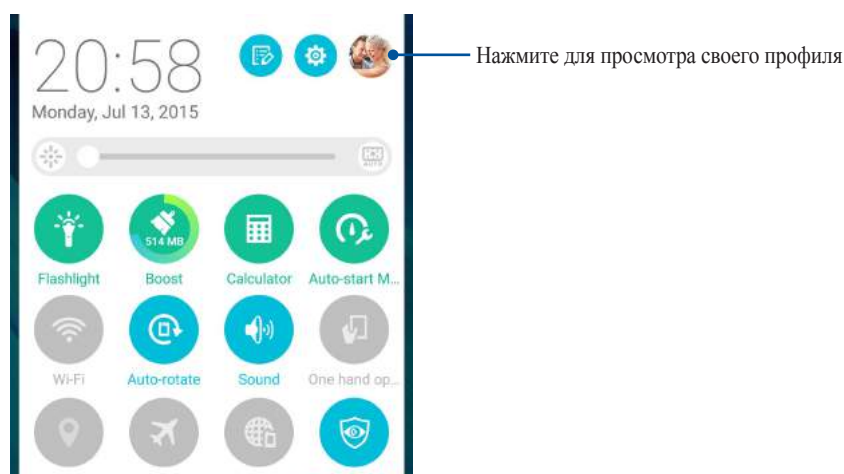 20:58
Нажмите для просмотра своего профиля
Monday, Jul 13, 2015
AUTO
514 MB
Flashlight Boost Calculator Auto-start M...
Wi-Fi Auto-rotate Sound One hand op...